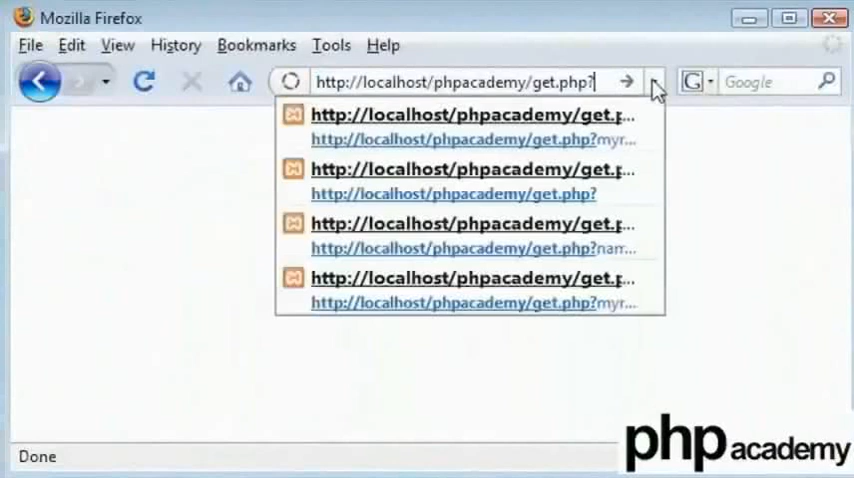 Mozilla Firefox
File Edit View History Bookmarks Tools Help
http://localhost/phpacademy/get.php? G Google
http://localhost/phpacademy/get.p...
http://localhost/phpacademy/get.php?myr...
http://localhost/phpacademy/get.p...
http://localhost/phpacademy/get.php?
http://localhost/phpacademy/get.p...
http://localhost/phpacademy/get.php?nam...
http://localhost/phpacademy/get.p...
http://localhost/phpacademy/get.php?myr...
Done
php academy